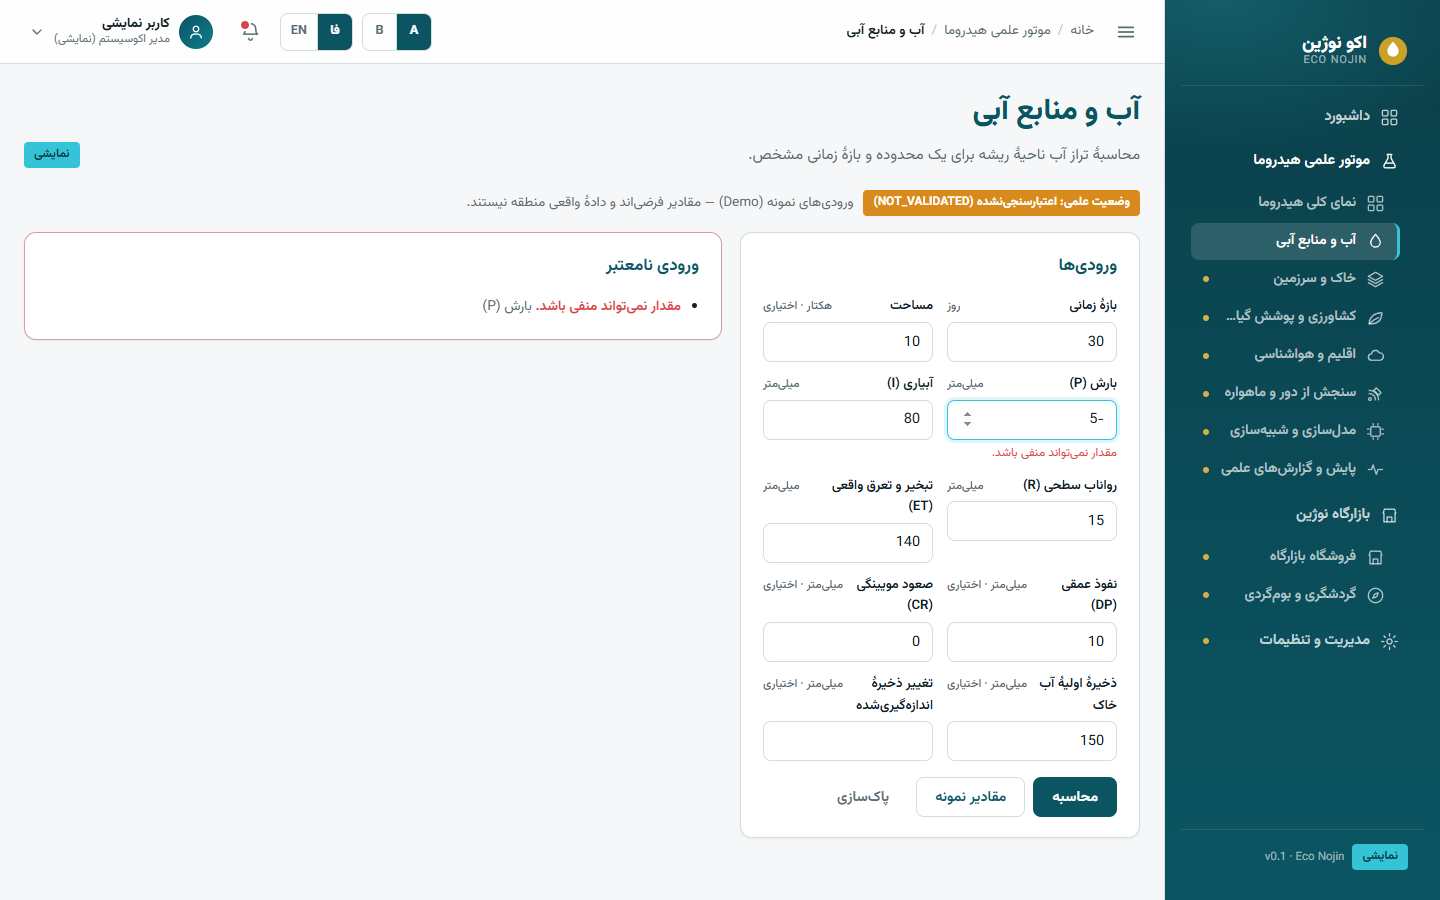 اکو نوژین
ECO NOJIN
داشبورد
موتور علمی هیدروما
نمای کلی هیدروما
آب و منابع آبی
خاک و سرزمین
کشاورزی و پوشش گیا...
اقلیم و هواشناسی
سنجش از دور و ماهواره
مدل‌سازی و شبیه‌سازی
پایش و گزارش‌های علمی
بازارگاه نوژین
فروشگاه بازارگاه
گردشگری و بوم‌گردی
مدیریت و تنظیمات
نمایشی
v0.1 · Eco Nojin
خانه / موتور علمی هیدروما / آب و منابع آبی
A B
فا EN
کاربر نمایشی
مدیر اکوسیستم (نمایشی)
آب و منابع آبی
محاسبهٔ تراز آب ناحیهٔ ریشه برای یک محدوده و بازهٔ زمانی مشخص.
نمایشی
وضعیت علمی: اعتبارسنجی‌نشده (NOT_VALIDATED)
ورودی‌های نمونه (Demo) — مقادیر فرضی‌اند و دادهٔ واقعی منطقه نیستند.
ورودی‌ها
بازهٔ زمانی روز
30
مساحت هکتار · اختیاری
10
بارش (P) میلی‌متر
-5
مقدار نمی‌تواند منفی باشد.
آبیاری (I) میلی‌متر
80
رواناب سطحی (R) میلی‌متر
15
تبخیر و تعرق واقعی (ET) میلی‌متر
140
نفوذ عمقی (DP) میلی‌متر · اختیاری
10
صعود مویینگی (CR) میلی‌متر · اختیاری
0
ذخیرهٔ اولیهٔ آب خاک میلی‌متر · اختیاری
150
تغییر ذخیرهٔ اندازه‌گیری‌شده میلی‌متر · اختیاری
محاسبه
مقادیر نمونه
پاک‌سازی
ورودی نامعتبر
مقدار نمی‌تواند منفی باشد. بارش (P)